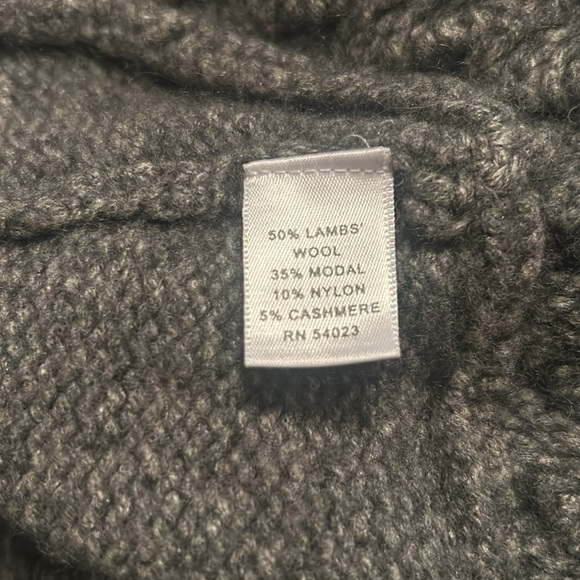 50% LAMBS'
WOOL
35% MODAL
10% NYLON
5% CASHMERE
RN 54023